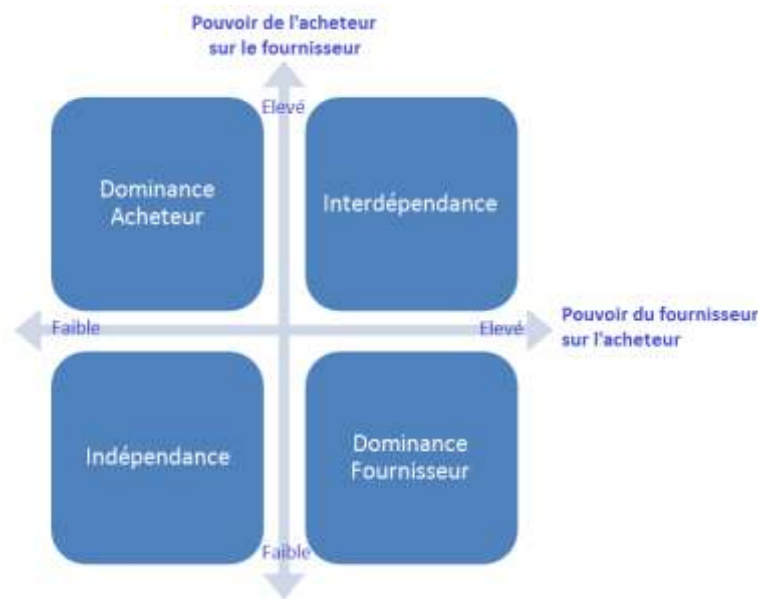 Pouvoir de l'acheteur
sur le fournisseur
Elevé
Dominance
Acheteur
Interdépendance
Faible
Elevé
Pouvoir du fournisseur
sur l'acheteur
Indépendance
Dominance
Fournisseur
Faible